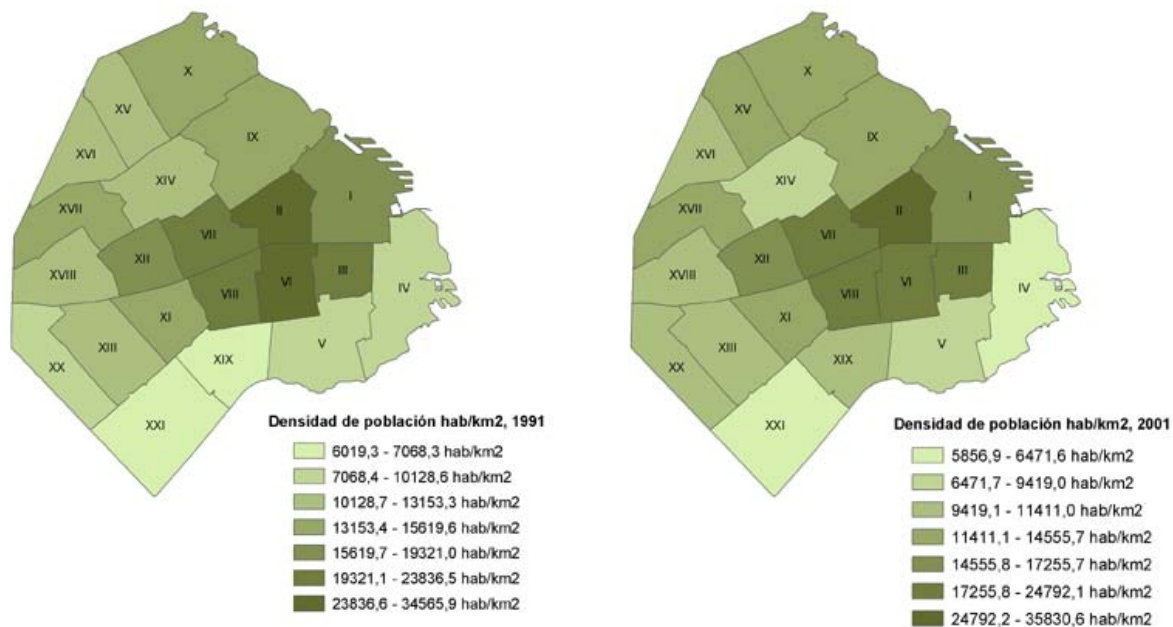 X
XV
IX
XVI
XIV
I
XVII
II
VII
XII
XVIII
III
VI
VIII
IV
XI
V
XIII
XIX
XX
XXI
Densidad de población hab/km2, 1991
6019,3 - 7068,3 hab/km2
7068,4 - 10128,6 hab/km2
10128,7 - 13153,3 hab/km2
13153,4 - 15619,6 hab/km2
15619,7 - 19321,0 hab/km2
19321,1 - 23836,5 hab/km2
23836,6 - 34565,9 hab/km2
X
XV
IX
XVI
XIV
I
XVII
II
VII
XII
XVIII
III
VI
VIII
IV
XI
V
XIII
XIX
XX
XXI
Densidad de población hab/km2, 2001
5856,9 - 6471,6 hab/km2
6471,7 - 9419,0 hab/km2
9419,1 - 11411,0 hab/km2
11411,1 - 14555,7 hab/km2
14555,8 - 17255,7 hab/km2
17255,8 - 24792,1 hab/km2
24792,2 - 35830,6 hab/km2